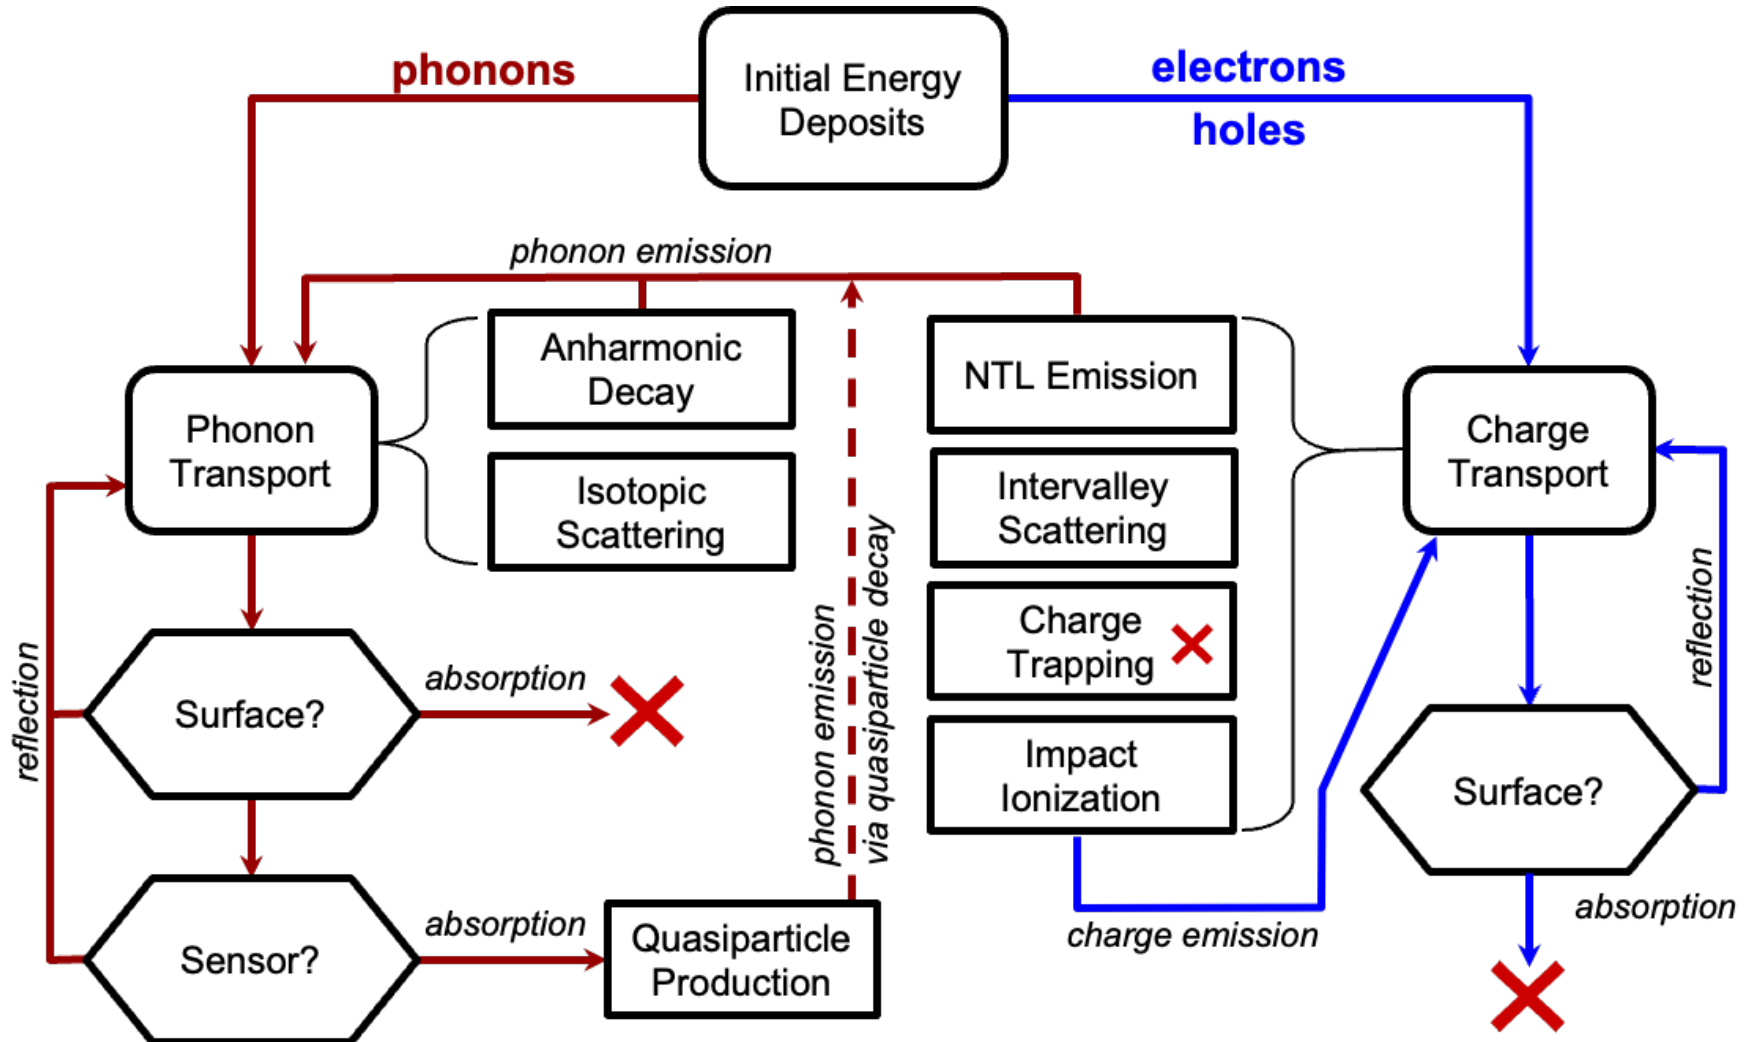 phonons
Initial Energy
Deposits
electrons
holes
phonon emission
Anharmonic
Decay
NTL Emission
Phonon
Transport
Charge
Transport
Isotopic
Scattering
Intervalley
Scattering
reflection
phonon emission
via quasiparticle decay
Charge
Trapping
reflection
Surface?
absorption
Impact
Ionization
Surface?
Sensor?
absorption
Quasiparticle
Production
charge emission
absorption